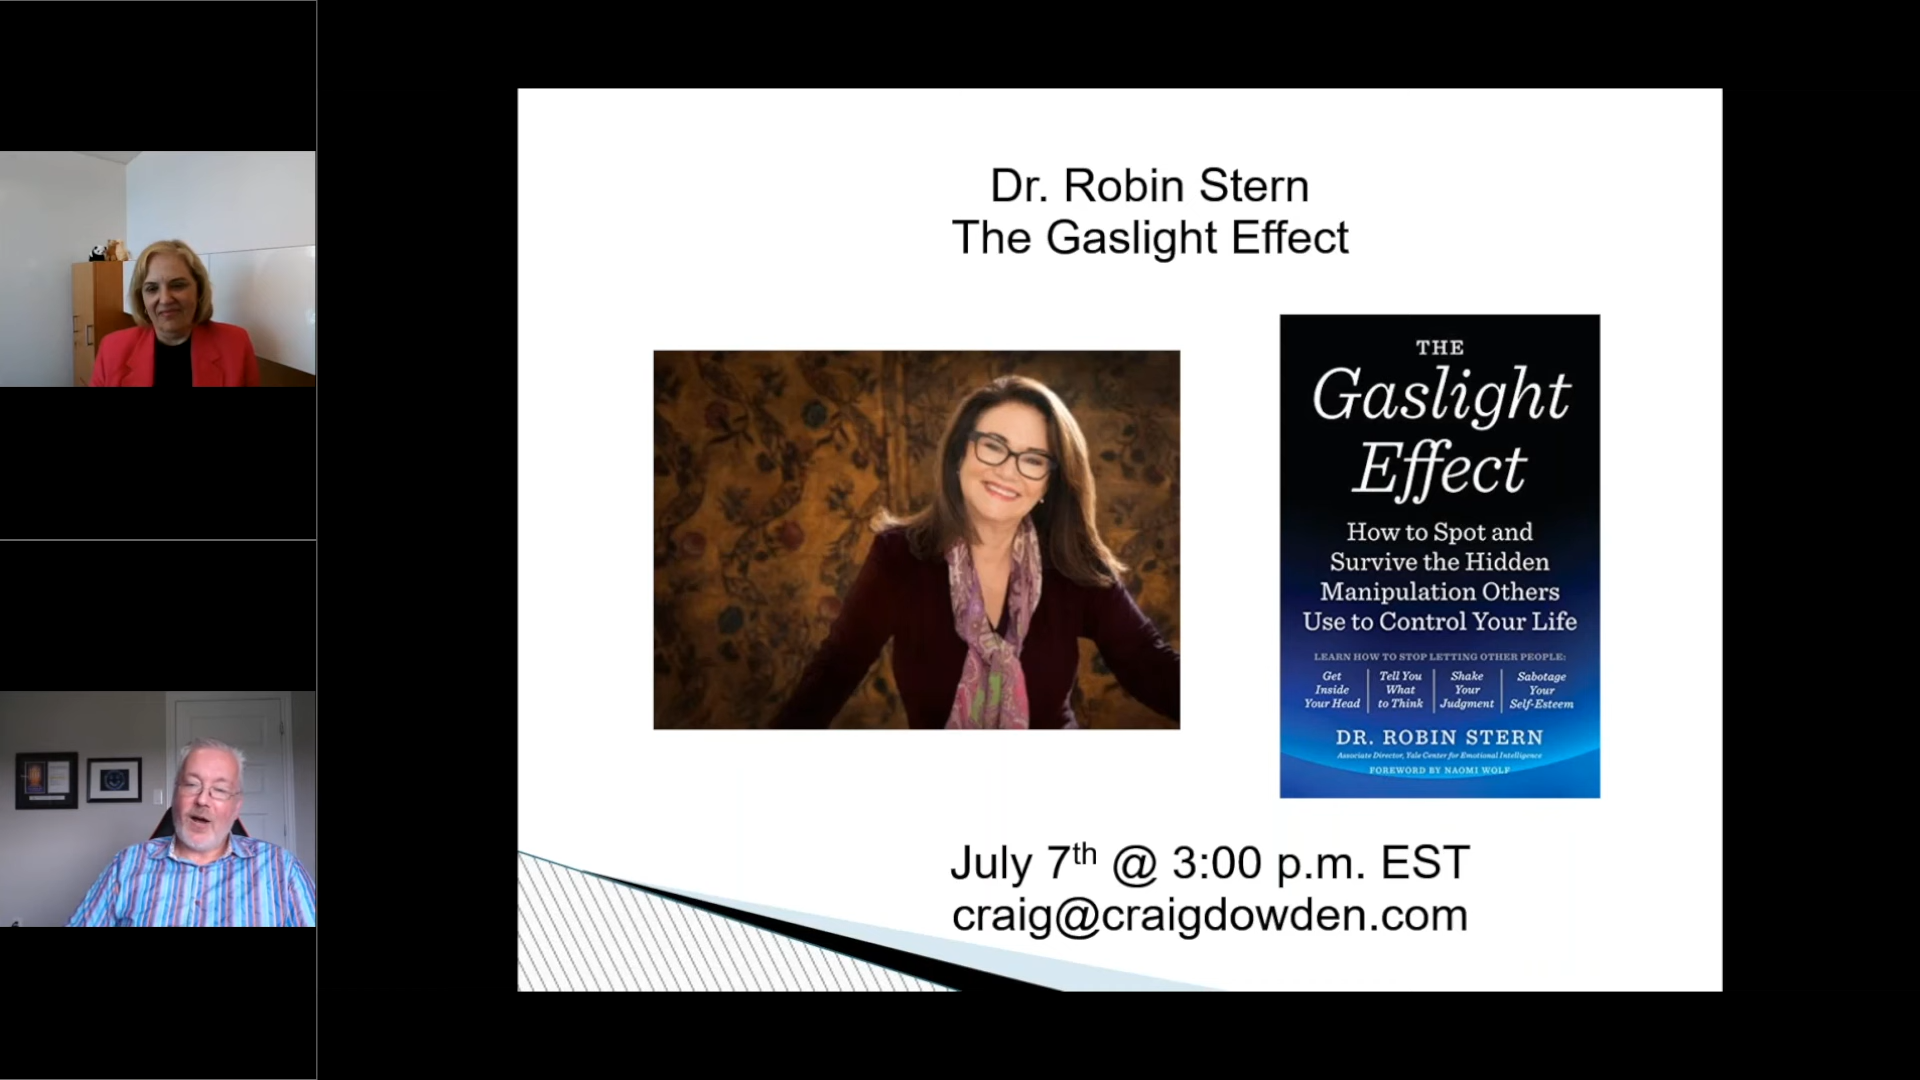 Dr. Robin Stern
The Gaslight Effect
THE
Gaslight
Effect
How to Spot and
Survive the Hidden
Manipulation Others
Use to Control Your Life
LEARN HOW TO STOP LETTING OTHER PEOPLE:
Get
Inside
Your Head
Tell You
What
to Think
Shake
Your
Judgment
Sabotage
Your
Self-Esteem
DR. ROBIN STERN
Associate Director, Yale Center for Emotional Intelligence
FOREWORD BY NAOMI WOLF
July 7th @ 3:00 p.m. EST
craig@craigdowden.com